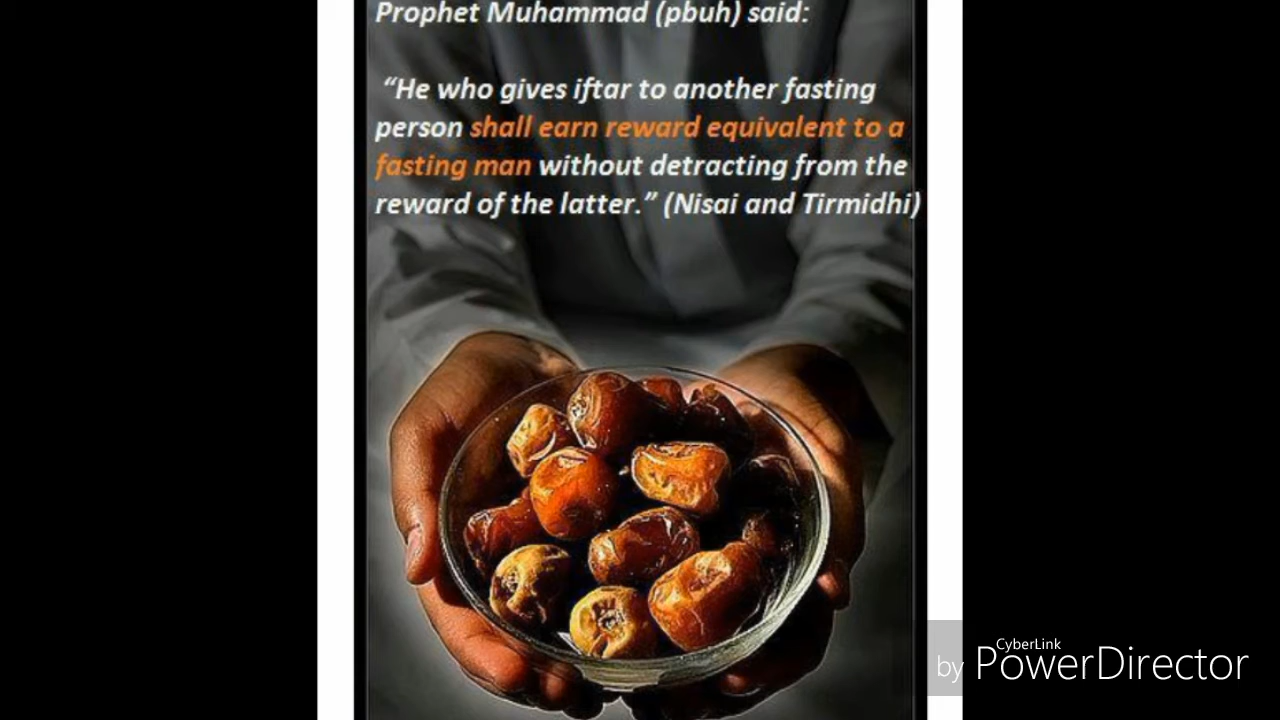 Prophet Muhammad (pbuh) said:
“He who gives iftar to another fasting
person shall earn reward equivalent to a
fasting man without detracting from the
reward of the latter.” (Nisai and Tirmidhi)
CyberLink
by PowerDirector